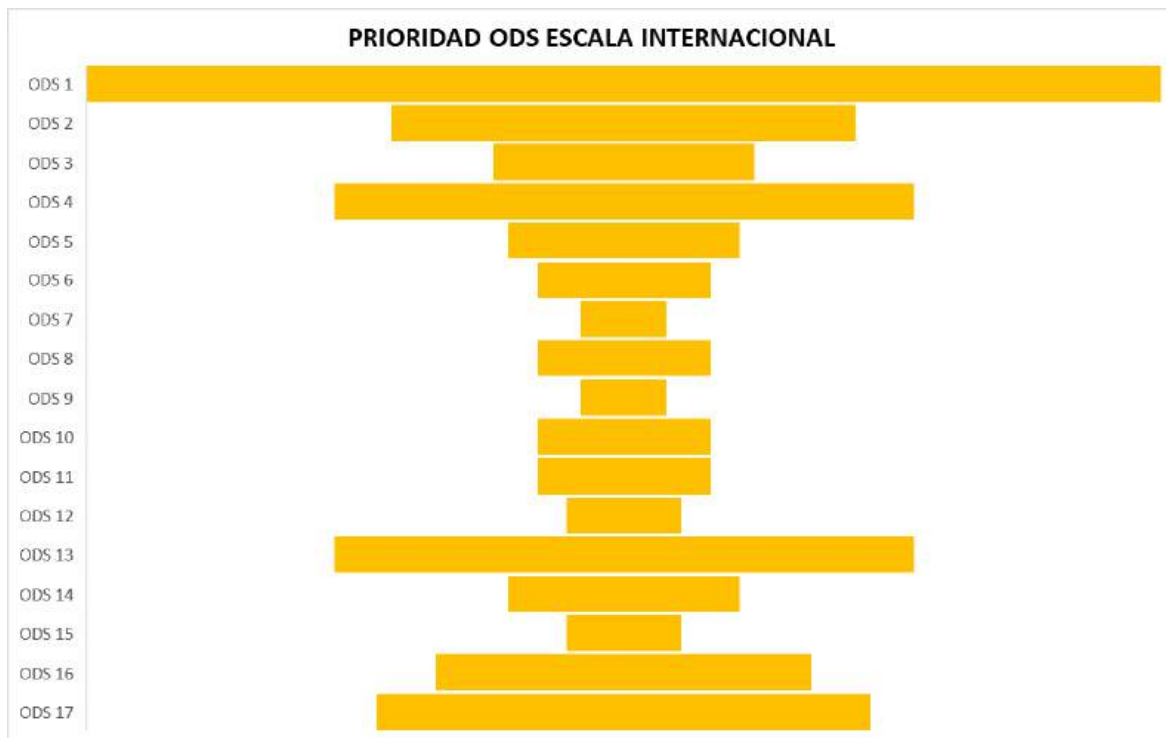 PRIORIDAD ODS ESCALA INTERNACIONAL
ODS 1
ODS 2
ODS 3
ODS 4
ODS 5
ODS 6
ODS 7
ODS 8
ODS 9
ODS 10
ODS 11
ODS 12
ODS 13
ODS 14
ODS 15
ODS 16
ODS 17